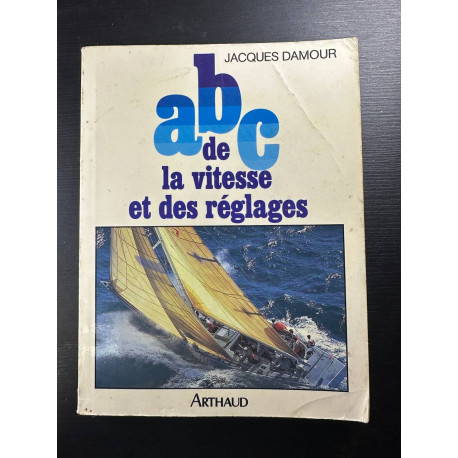 JACQUES DAMOUR
abc
de
la vitesse
et des réglages
ARTHAUD